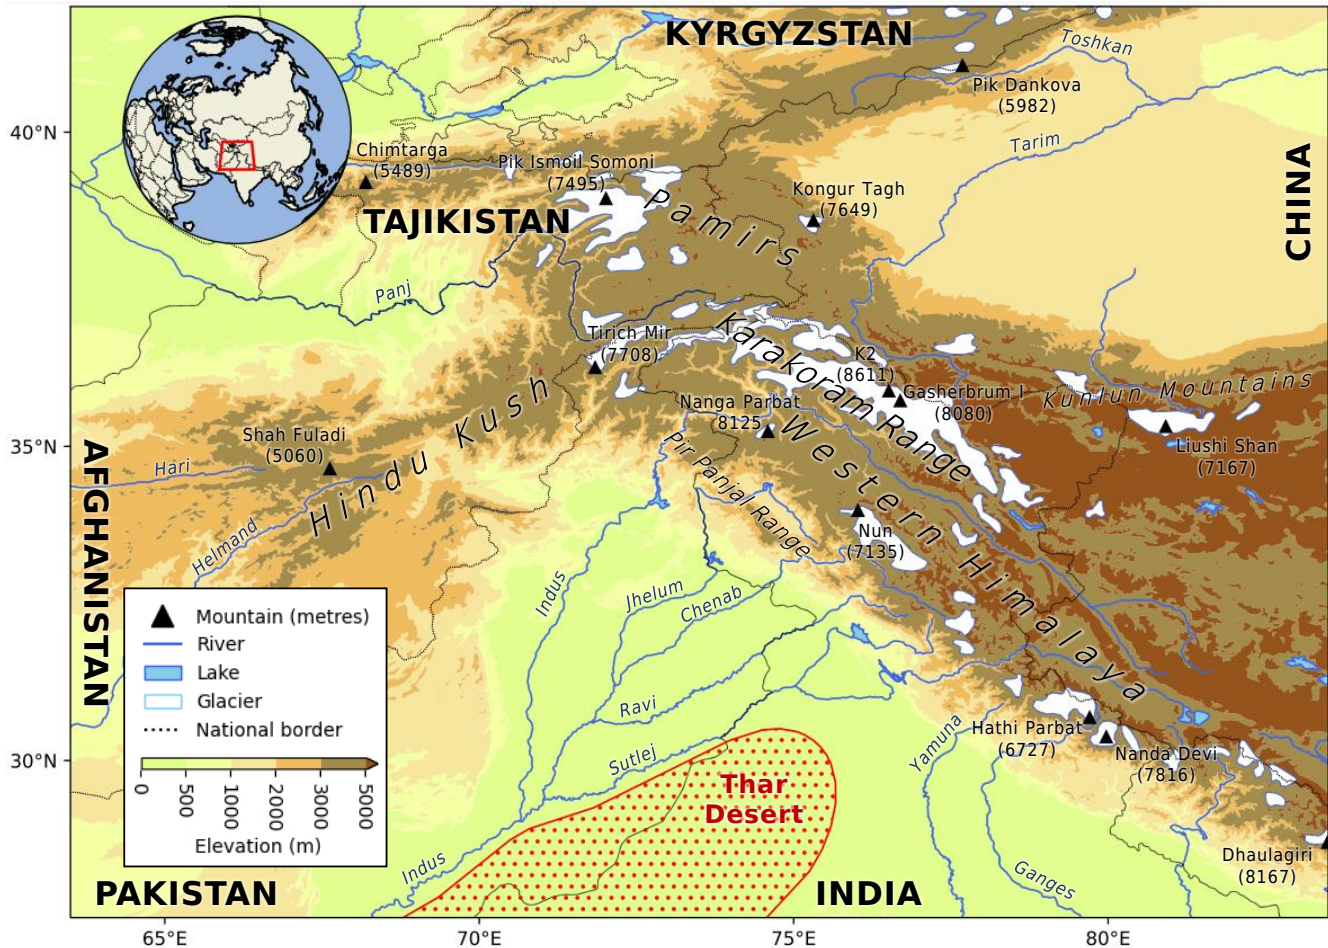 KYRGYZSTAN
Toshkan
Pik Dankova
(5982)
40°N
Chimtarga
(5489)
Pik Ismoil Somoni
(7495)
Tarim
Kongur Tagh
(7649)
CHINA
TAJIKISTAN
Pamirs
Panj
Tirich Mir
(7708)
Karakoram Range
K2
(8611)
Gasherbrum I
(8080)
Kunlun Mountains
Nanga Parbat
8125
Hindu Kush
Shah Fuladi
(5060)
Liushi Shan
(7167)
35°N
Hari
Pir Panjal Range
Western Himalaya
AFGHANISTAN
Helmand
Nun
(7135)
Indus
Jhelum
Chenab
Mountain (metres)
River
Lake
Glacier
National border
0
500
1000
2000
3000
5000
Elevation (m)
Ravi
Sutlej
Yamuna
Hathi Parbat
(6727)
Nanda Devi
(7816)
30°N
Thar
Desert
Dhaulagiri
(8167)
Indus
Ganges
PAKISTAN
INDIA
65°E
70°E
75°E
80°E